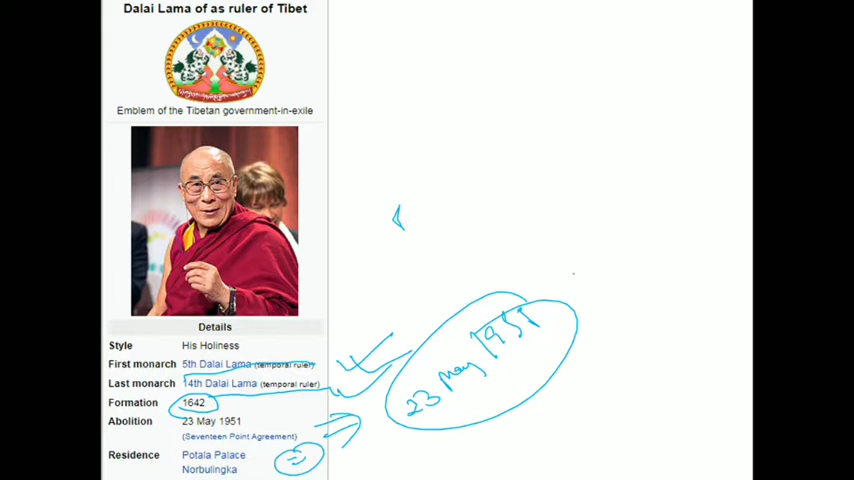 Dalai Lama of as ruler of Tibet
Emblem of the Tibetan government-in-exile
Details
Style His Holiness
First monarch 5th Dalai Lama (temporal ruler)
Last monarch 14th Dalai Lama (temporal ruler)
Formation 1642
Abolition 23 May 1951
(Seventeen Point Agreement)
Residence Potala Palace
Norbulingka
23 may 1951